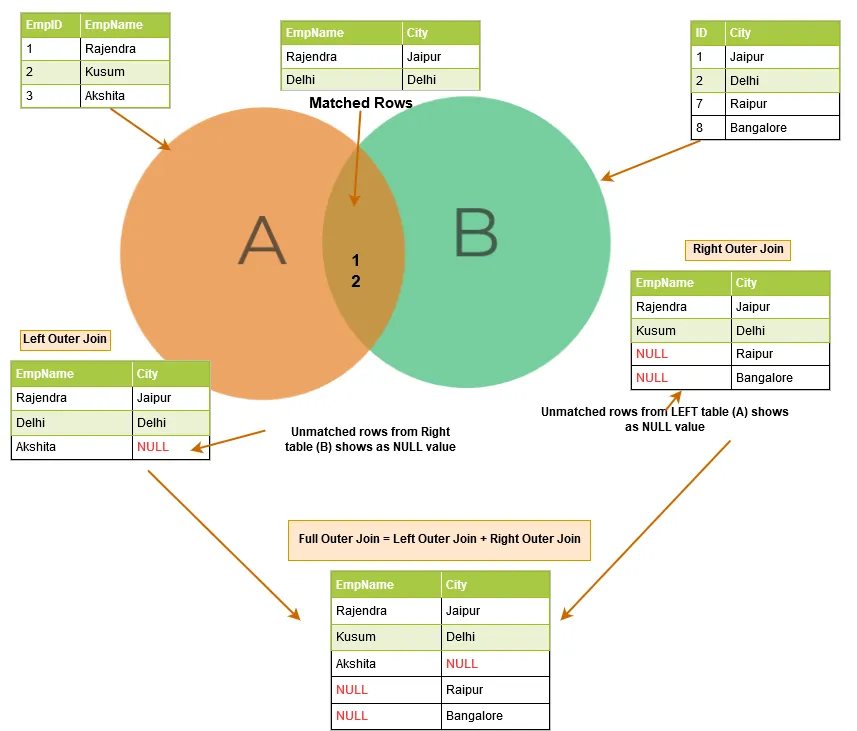 EmpID EmpName
1 Rajendra
2 Kusum
3 Akshita
EmpName City
Rajendra Jaipur
Delhi Delhi
Matched Rows
ID City
1 Jaipur
2 Delhi
7 Raipur
8 Bangalore
A
B
1
2
Right Outer Join
EmpName City
Rajendra Jaipur
Kusum Delhi
NULL Raipur
NULL Bangalore
Unmatched rows from LEFT table (A) shows
as NULL value
Left Outer Join
EmpName City
Rajendra Jaipur
Delhi Delhi
Akshita NULL
Unmatched rows from Right
table (B) shows as NULL value
Full Outer Join = Left Outer Join + Right Outer Join
EmpName City
Rajendra Jaipur
Kusum Delhi
Akshita NULL
NULL Raipur
NULL Bangalore